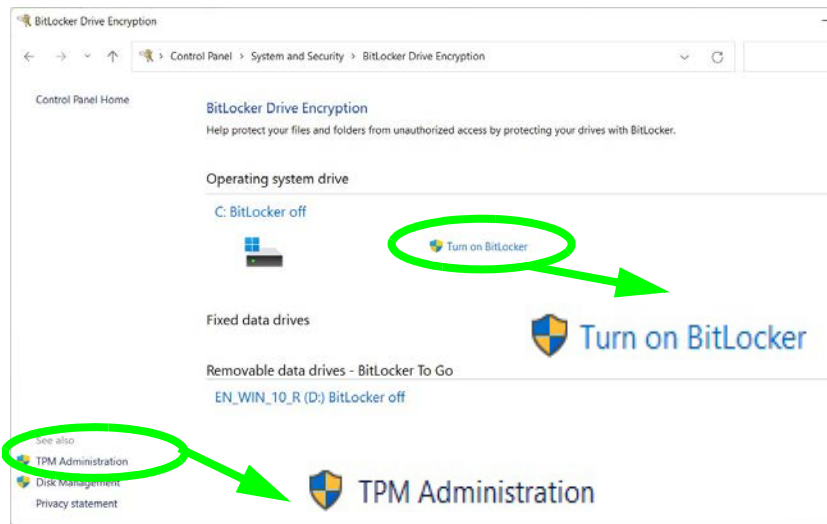 BitLocker Drive Encryption
Control Panel > System and Security > BitLocker Drive Encryption
Control Panel Home
BitLocker Drive Encryption
Help protect your files and folders from unauthorized access by protecting your drives with BitLocker.
Operating system drive
C: BitLocker off
Turn on BitLocker
Fixed data drives
Turn on BitLocker
Removable data drives - BitLocker To Go
EN_WIN_10_R (D:) BitLocker off
See also
TPM Administration
Disk Management
TPM Administration
Privacy statement